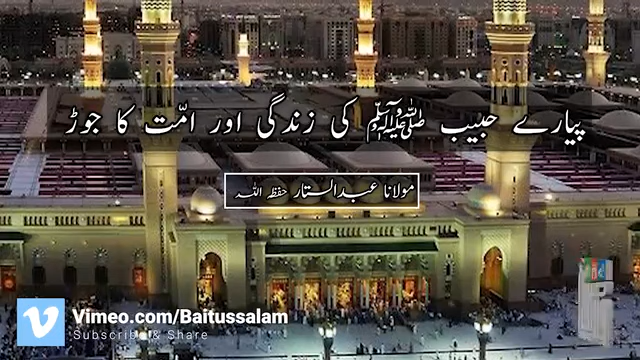 پیارے حبیب ﷺ کی زندگی اور امّت کا جوڑ
مولانا عبدالستار حفظہ اللہ
Vimeo.com/Baitussalam
Subscribe & Share